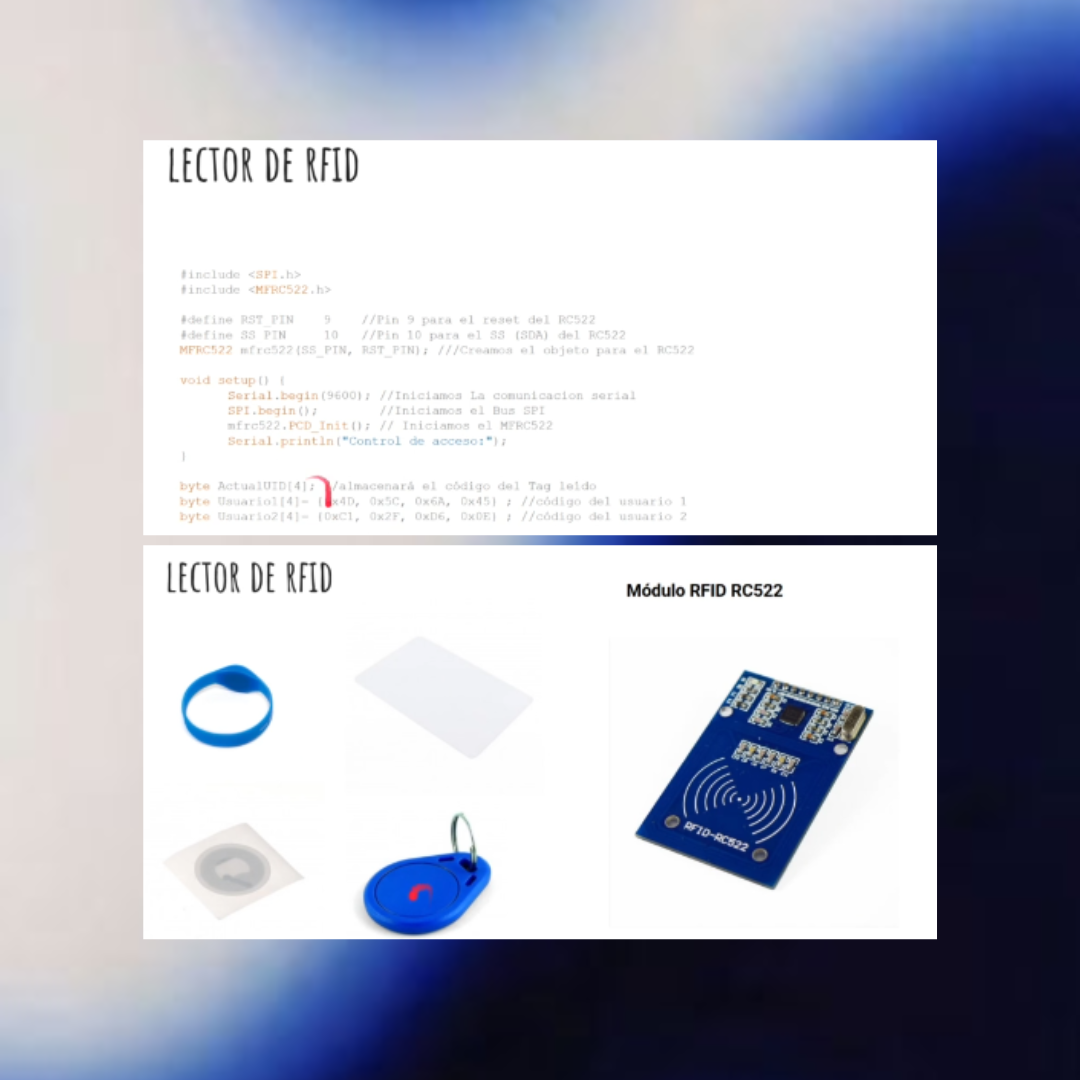 LECTOR DE RFID
#include <SPI.h>
#include <MFRC522.h>
#define RST_PIN 9 //Pin 9 para el reset del RC522
#define SS_PIN 10 //Pin 10 para el SS (SDA) del RC522
MFRC522 mfrc522(SS_PIN, RST_PIN); ///Creamos el objeto para el RC522
void setup() {
Serial.begin(9600); //Iniciamos La comunicacion serial
SPI.begin(); //Iniciamos el Bus SPI
mfrc522.PCD_Init(); // Iniciamos el MFRC522
Serial.println("Control de acceso:");
}
byte ActualUID[4]; //almacenará el código del Tag leído
byte Usuario1[4]= {0x4D, 0x5C, 0x6A, 0x45} ; //código del usuario 1
byte Usuario2[4]= {0xC1, 0x2F, 0xD6, 0x0E} ; //código del usuario 2
LECTOR DE RFID
Módulo RFID RC522
RFID-RC522